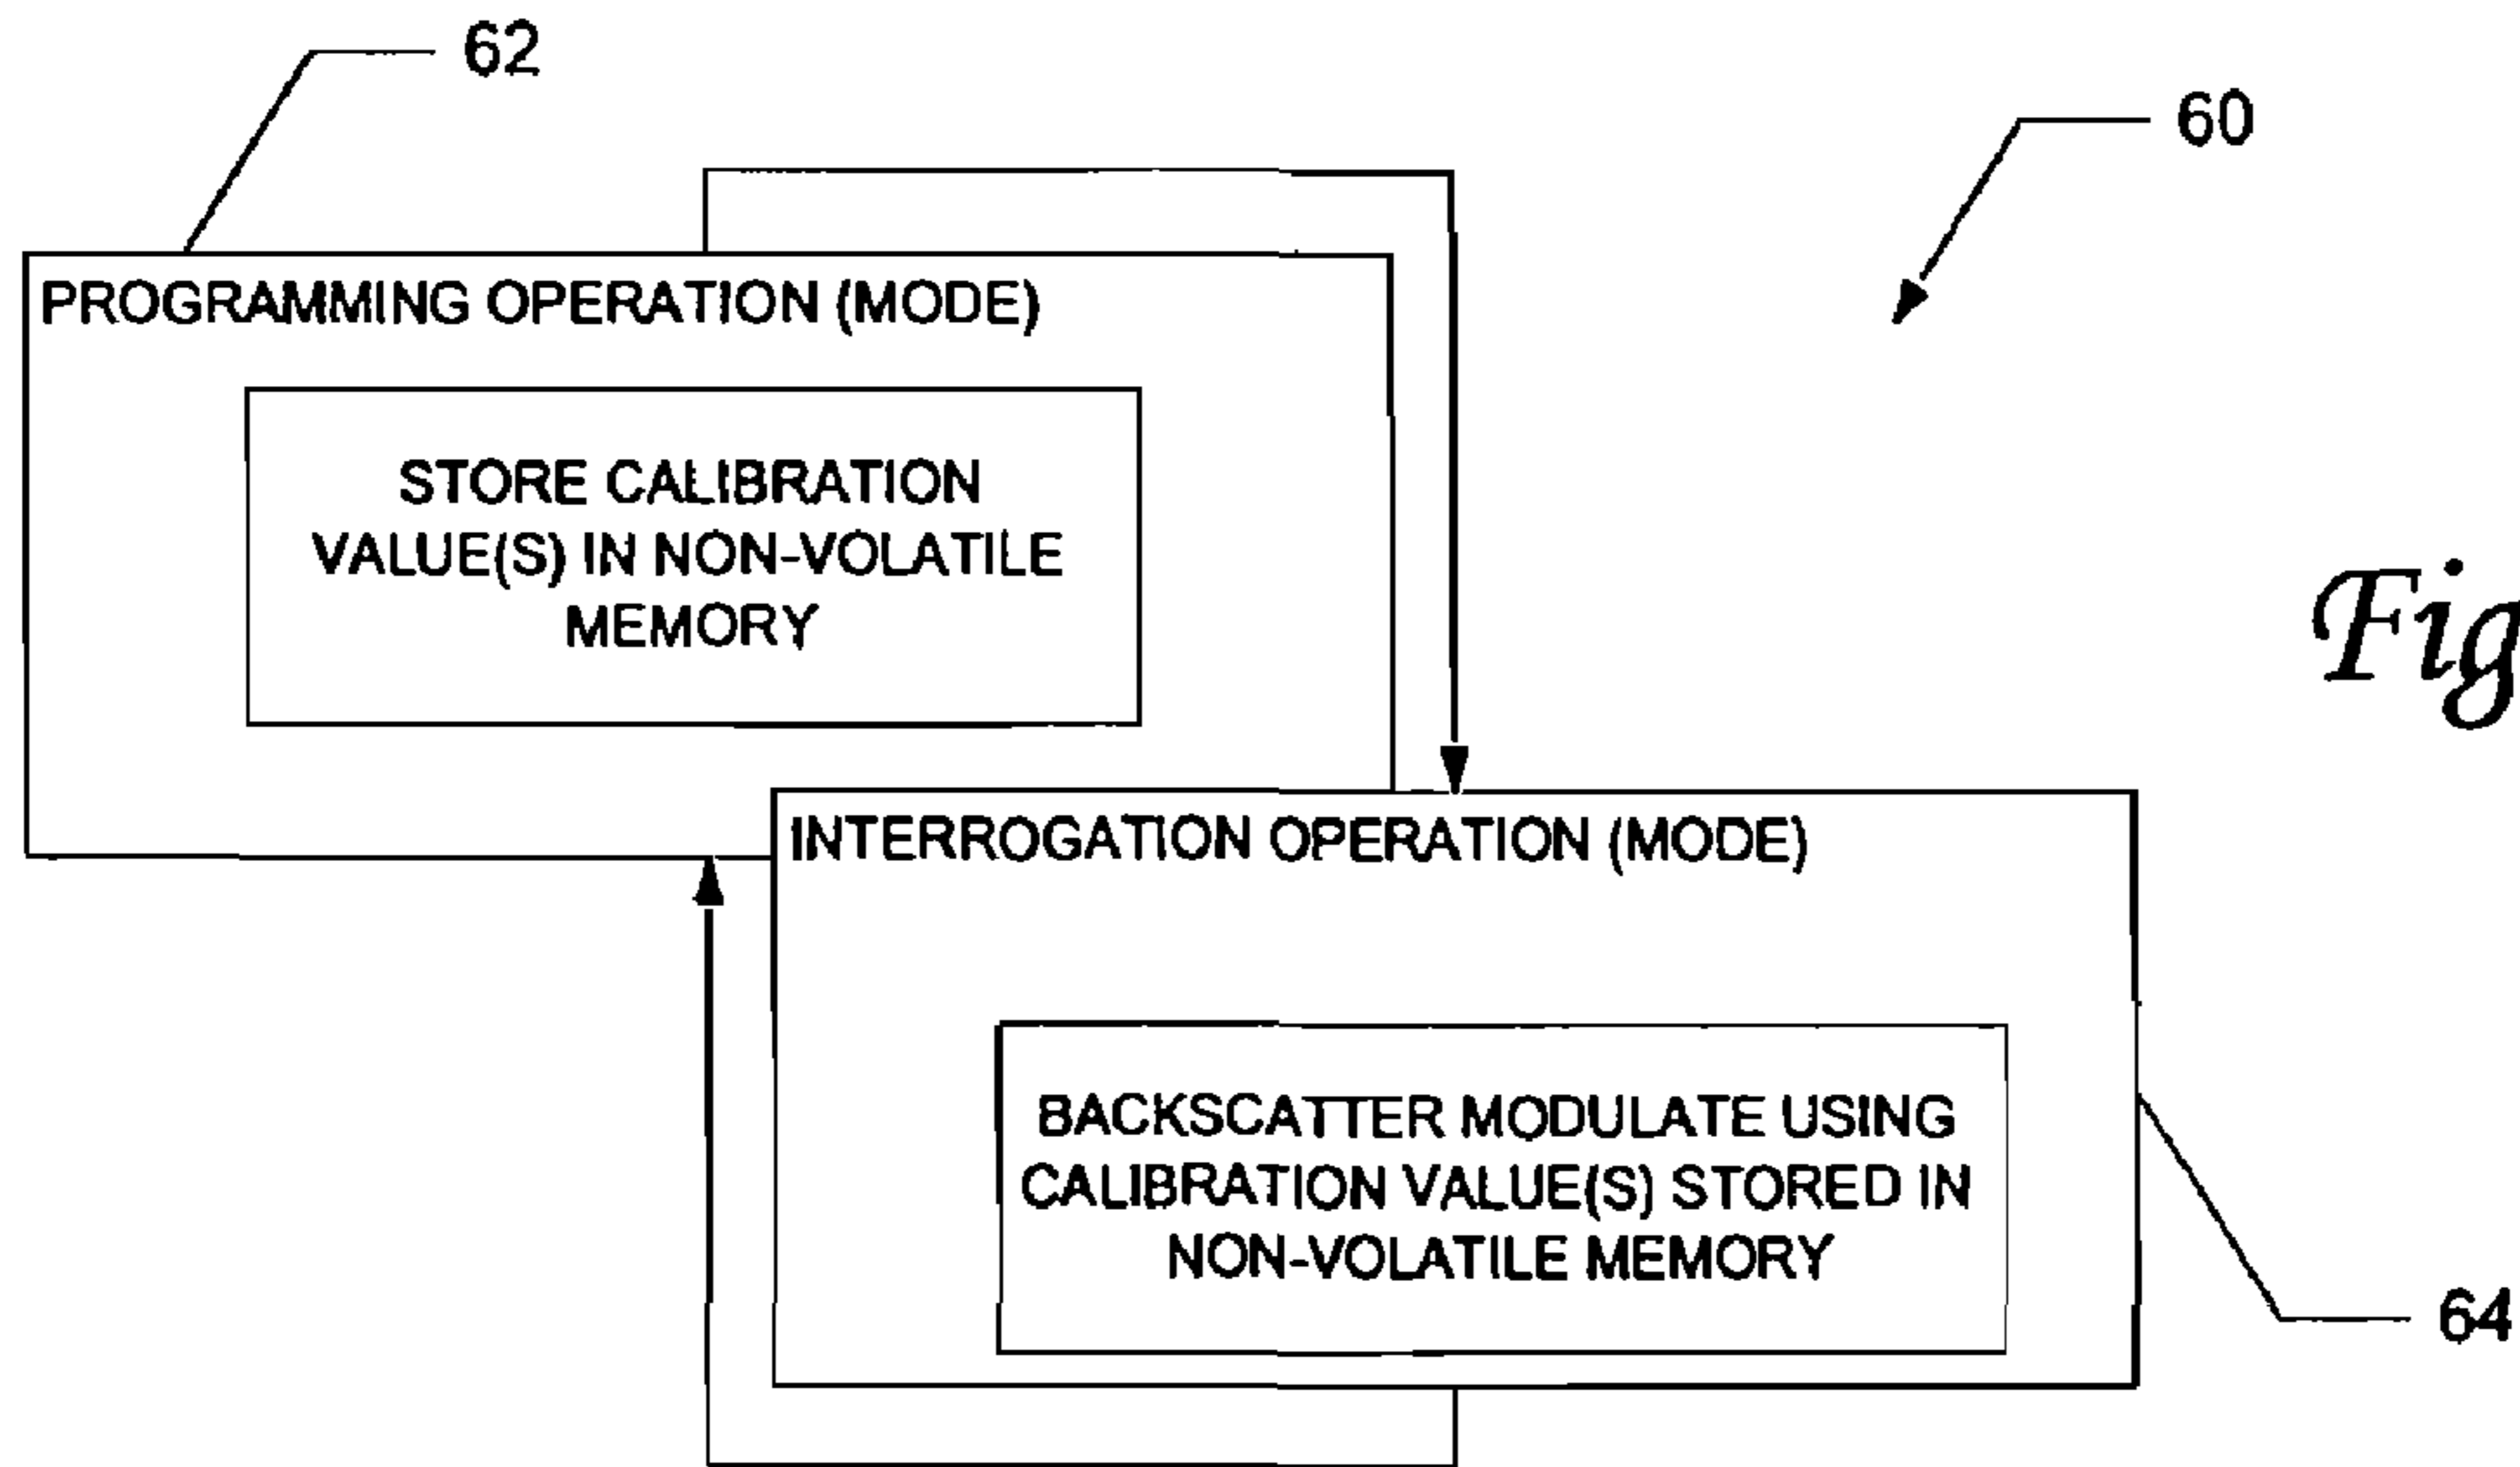 62
60
PROGRAMMING OPERATION (MODE)
STORE CALIBRATION
VALUE(S) IN NON-VOLATILE
MEMORY
Fig
INTERROGATION OPERATION (MODE)
BACKSCATTER MODULATE USING
CALIBRATION VALUE(S) STORED IN
NON-VOLATILE MEMORY
64